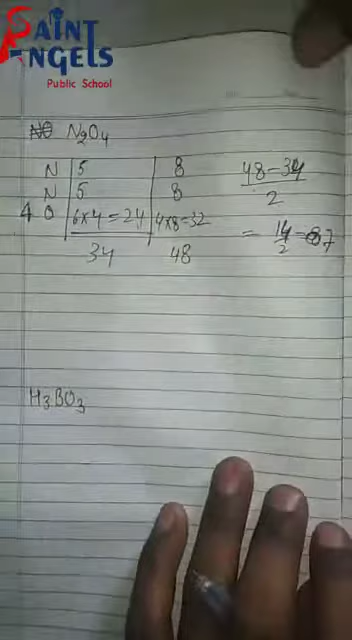 PAINT
ANGELS
Public School
NO N₂O₄
N 5 8 48-34/2
N 5 8
4 O 6x4=24 4x8=32 = 14/2 = 7
34 48
H₃BO₃